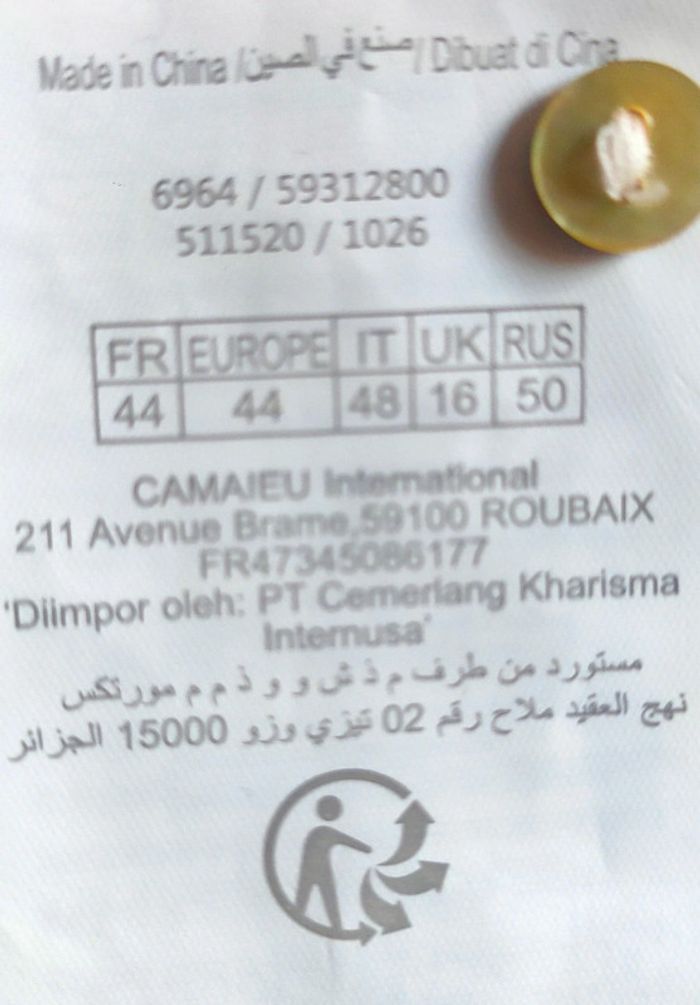 Made in China / صنع في الصين / Dibuat di Cina
6964 / 59312800
511520 / 1026
FR EUROPE IT UK RUS
44 44 48 16 50
CAMAIEU International
211 Avenue Brame,59100 ROUBAIX
FR47345086177
'Diimpor oleh: PT Cemerlang Kharisma
Internusa'
مستورد من طرف م ذ ش و و ذ م م مورتكس
نهج العقيد ملاح رقم 02 تيزي وزو 15000 الجزائر